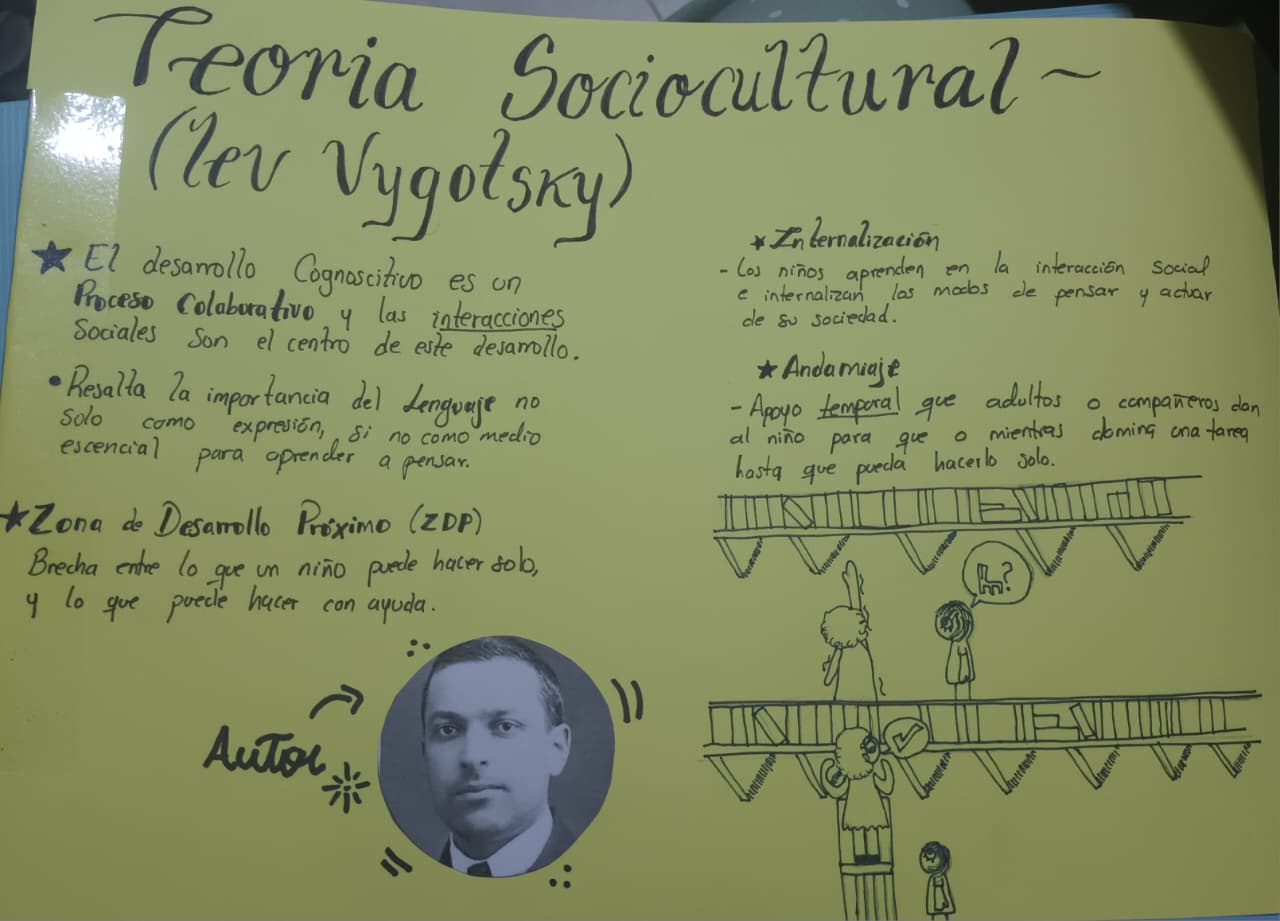 Teoria Sociocultural~
(lev Vygotsky)
★ El desarrollo Cognoscitivo es un
Proceso Colaborativo y las interacciones
Sociales Son el centro de este desarollo.
•Resalta la importancia del Lenguaje no
solo como expresión, si no como medio
escencial para aprender a pensar.
★Zona de Desarrollo Próximo (ZDP)
Brecha entre lo que un niño puede hacer solo,
y lo que puede hacer con ayuda.
Autor
★ Internalización
- Los niños aprenden en la interacción social
e internalizan los modos de pensar y actuar
de su sociedad.
★ Andamiaje
- Apoyo temporal que adultos o compañeros dan
al niño para que o mientras domina una tarea
hasta que pueda hacerlo solo.
?